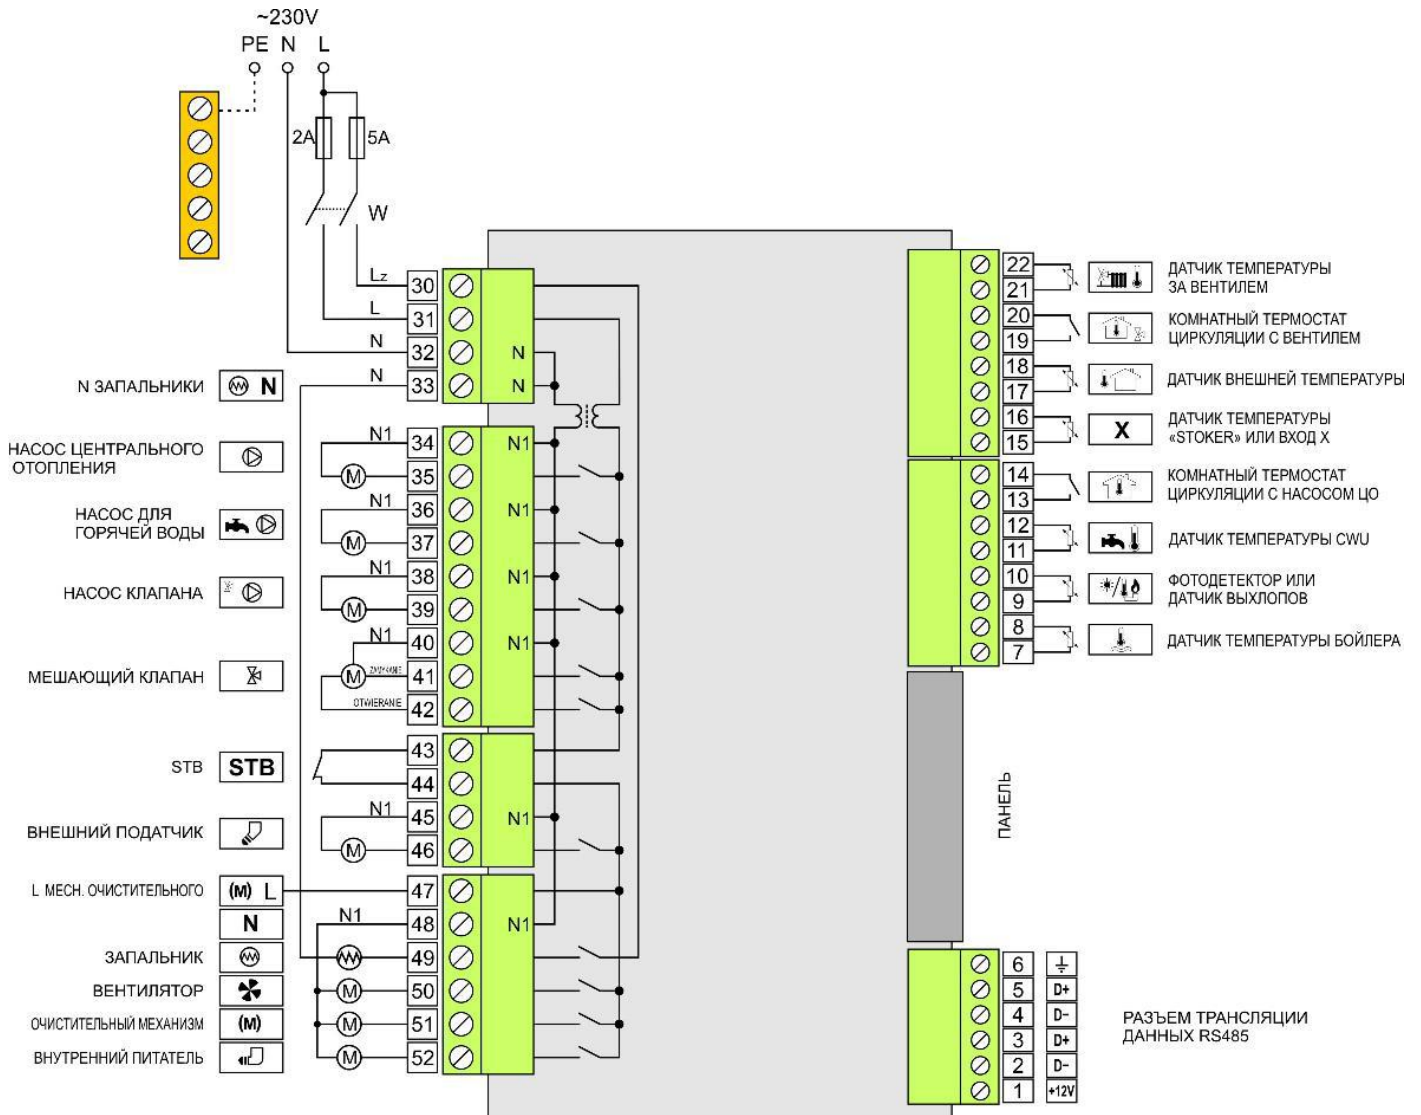 ~230V
PE N L
2A 5A
W
Lz 30
L 31
N 32 N
N 33 N
N ЗАПАЛЬНИКИ N
N1 34 N1
НАСОС ЦЕНТРАЛЬНОГО
ОТОПЛЕНИЯ
M 35
N1 36 N1
НАСОС ДЛЯ
ГОРЯЧЕЙ ВОДЫ
M 37
N1 38 N1
НАСОС КЛАПАНА
M 39
N1 40 N1
МЕШАЮЩИЙ КЛАПАН
M ZAMYKANIE 41
OTWIERANIE 42
43
STB STB
44
N1 45 N1
ВНЕШНИЙ ПОДАТЧИК
M 46
L МЕСН. ОЧИСТИТЕЛЬНОГО (M) L 47
N N1 48 N1
ЗАПАЛЬНИК 49
ВЕНТИЛЯТОР M 50
ОЧИСТИТЕЛЬНЫЙ МЕХАНИЗМ (M) M 51
ВНУТРЕННИЙ ПИТАТЕЛЬ M 52
22
21
ДАТЧИК ТЕМПЕРАТУРЫ
ЗА ВЕНТИЛЕМ
20
19
КОМНАТНЫЙ ТЕРМОСТАТ
ЦИРКУЛЯЦИИ С ВЕНТИЛЕМ
18
17
ДАТЧИК ВНЕШНЕЙ ТЕМПЕРАТУРЫ
16
15
X
ДАТЧИК ТЕМПЕРАТУРЫ
«STOKER» ИЛИ ВХОД X
14
13
КОМНАТНЫЙ ТЕРМОСТАТ
ЦИРКУЛЯЦИИ С НАСОСОМ ЦО
12
11
ДАТЧИК ТЕМПЕРАТУРЫ CWU
10
9
ФОТОДЕТЕКТОР ИЛИ
ДАТЧИК ВЫХЛОПОВ
8
7
ДАТЧИК ТЕМПЕРАТУРЫ БОЙЛЕРА
ПАНЕЛЬ
6
5 D+
4 D-
3 D+
2 D-
1 +12V
РАЗЪЕМ ТРАНСЛЯЦИИ
ДАННЫХ RS485